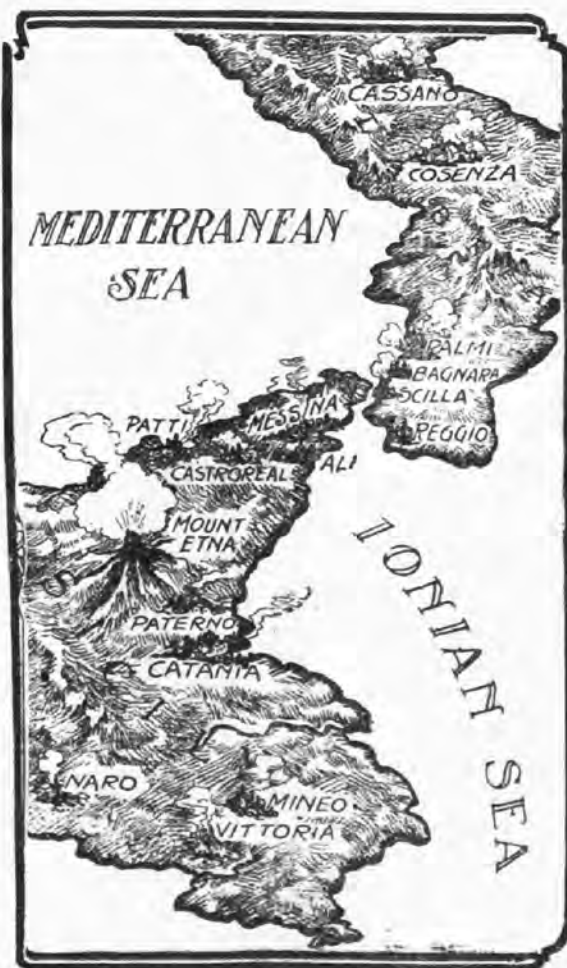 CASSANO
COSENZA
MEDITERRANEAN
SEA
PALMI
BAGNARA
SCILLA
REGGIO
PATTI
MESSINA
CASTROREALE
ALI
MOUNT
ETNA
IONIAN SEA
PATERNO
CATANIA
NARO
MINEO
VITTORIA